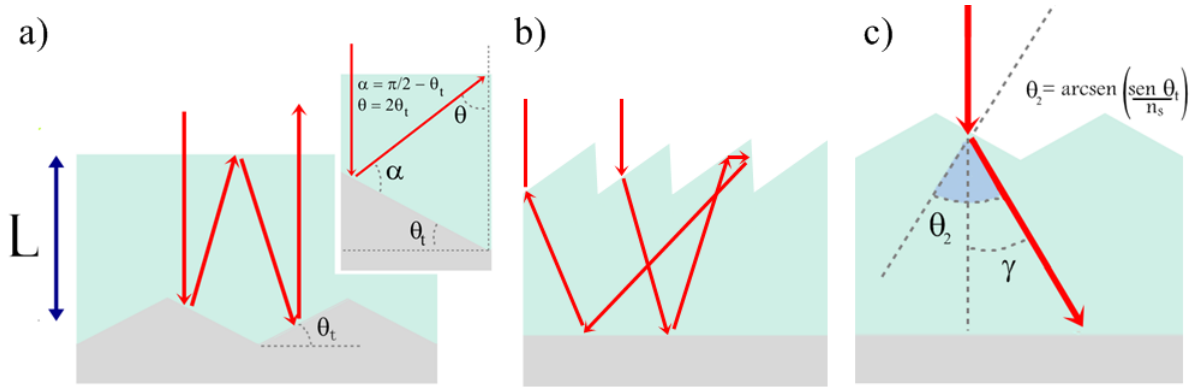 a)
α = π/2 − θt
θ = 2θt
θ
α
θt
L
θt
b)
c)
θ2 = arcsen (sen θt / ns)
θ2
γ